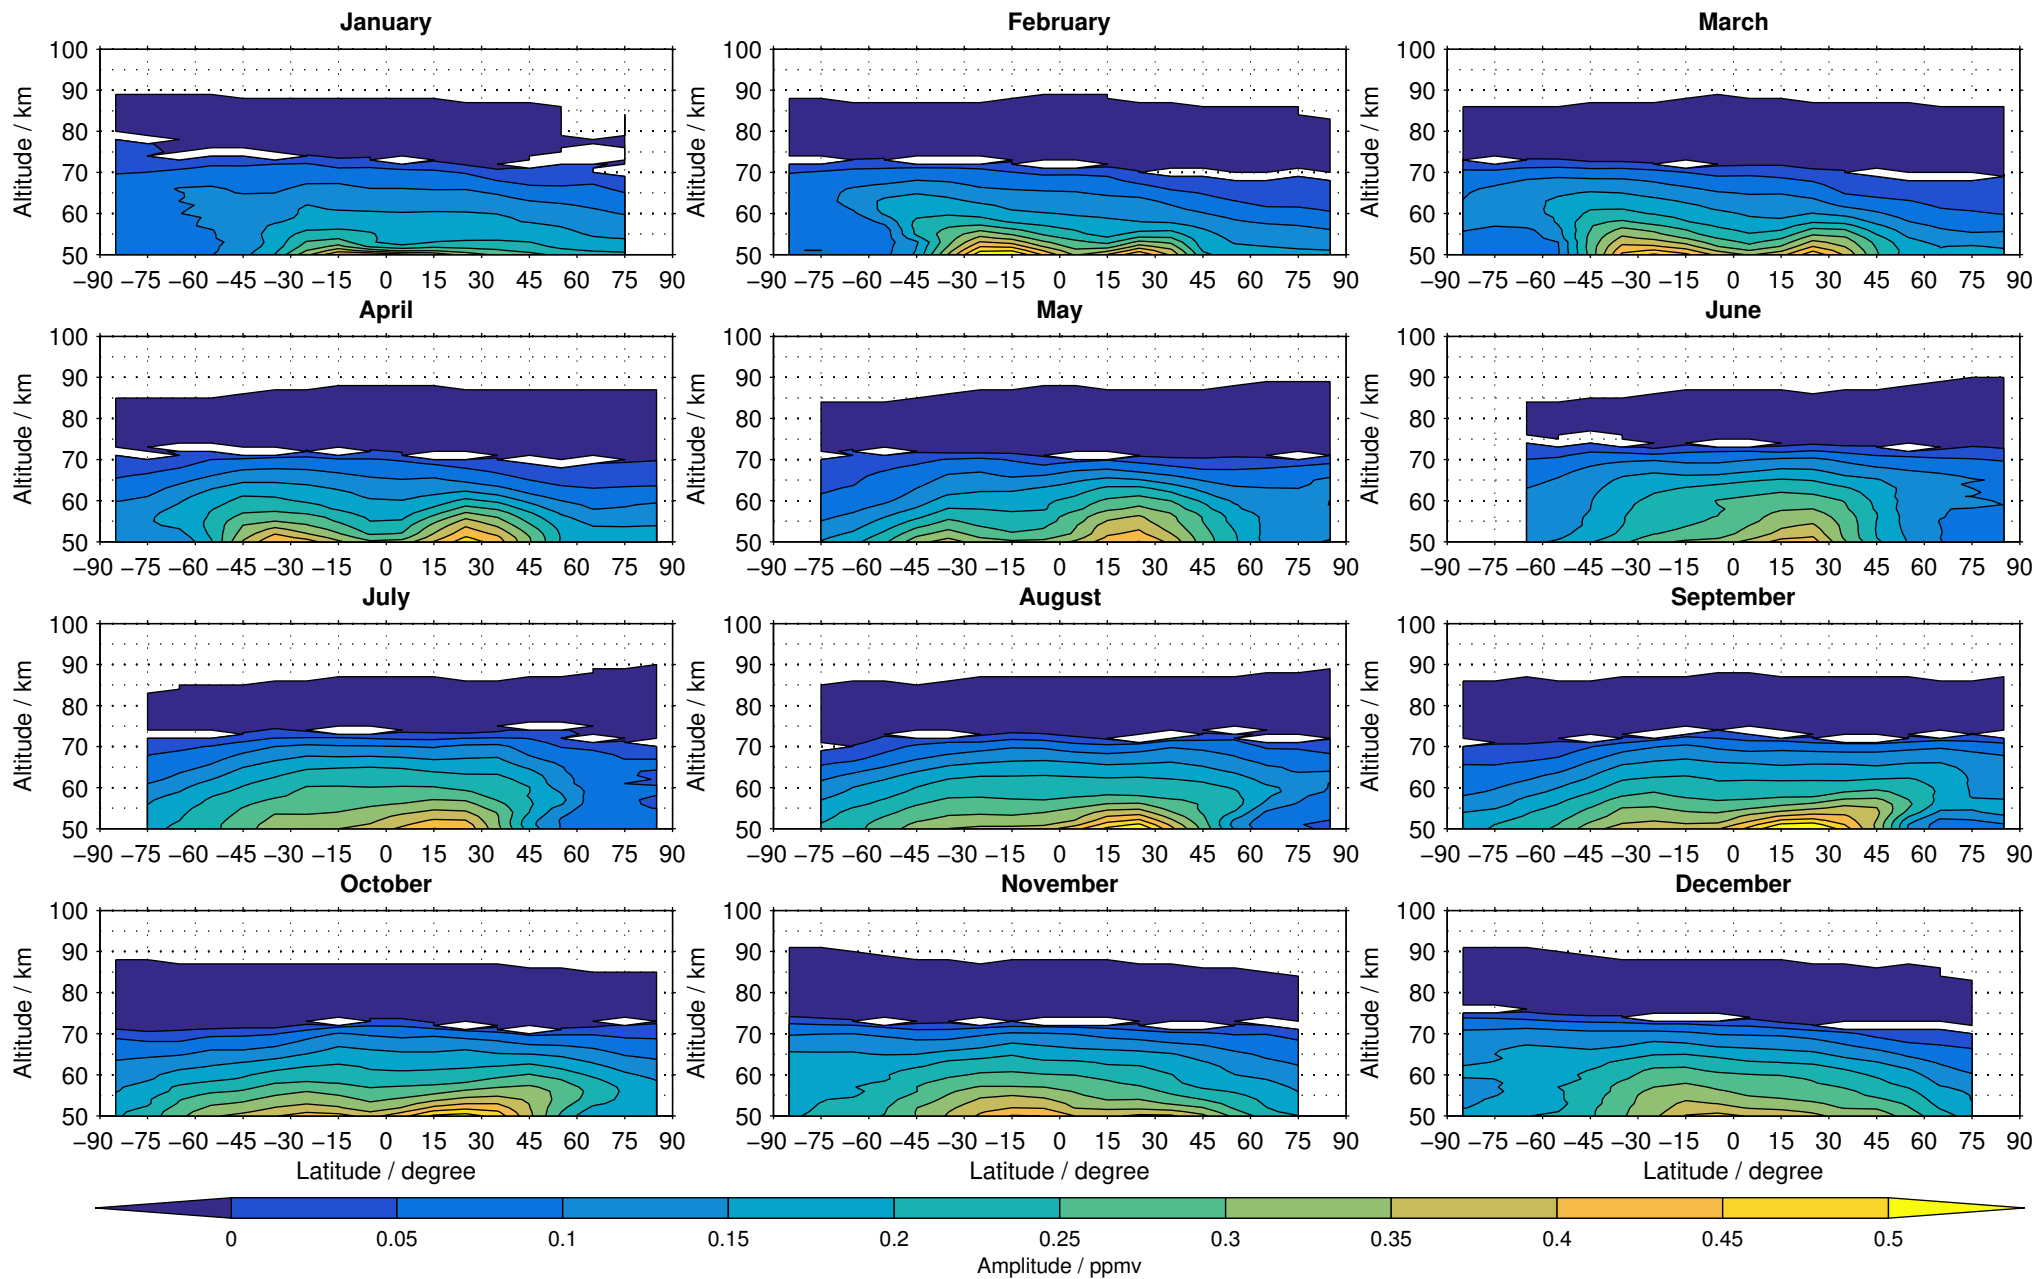 January February March
100 100 100
90 90 90
80 80 80
70 70 70
60 60 60
50 50 50
Altitude / km Altitude / km Altitude / km
−90 −75 −60 −45 −30 −15 0 15 30 45 60 75 90 −90 −75 −60 −45 −30 −15 0 15 30 45 60 75 90 −90 −75 −60 −45 −30 −15 0 15 30 45 60 75 90
April May June
100 100 100
90 90 90
80 80 80
70 70 70
60 60 60
50 50 50
Altitude / km Altitude / km Altitude / km
−90 −75 −60 −45 −30 −15 0 15 30 45 60 75 90 −90 −75 −60 −45 −30 −15 0 15 30 45 60 75 90 −90 −75 −60 −45 −30 −15 0 15 30 45 60 75 90
July August September
100 100 100
90 90 90
80 80 80
70 70 70
60 60 60
50 50 50
Altitude / km Altitude / km Altitude / km
−90 −75 −60 −45 −30 −15 0 15 30 45 60 75 90 −90 −75 −60 −45 −30 −15 0 15 30 45 60 75 90 −90 −75 −60 −45 −30 −15 0 15 30 45 60 75 90
October November December
100 100 100
90 90 90
80 80 80
70 70 70
60 60 60
50 50 50
Altitude / km Altitude / km Altitude / km
−90 −75 −60 −45 −30 −15 0 15 30 45 60 75 90 −90 −75 −60 −45 −30 −15 0 15 30 45 60 75 90 −90 −75 −60 −45 −30 −15 0 15 30 45 60 75 90
Latitude / degree Latitude / degree Latitude / degree
0 0.05 0.1 0.15 0.2 0.25 0.3 0.35 0.4 0.45 0.5
Amplitude / ppmv